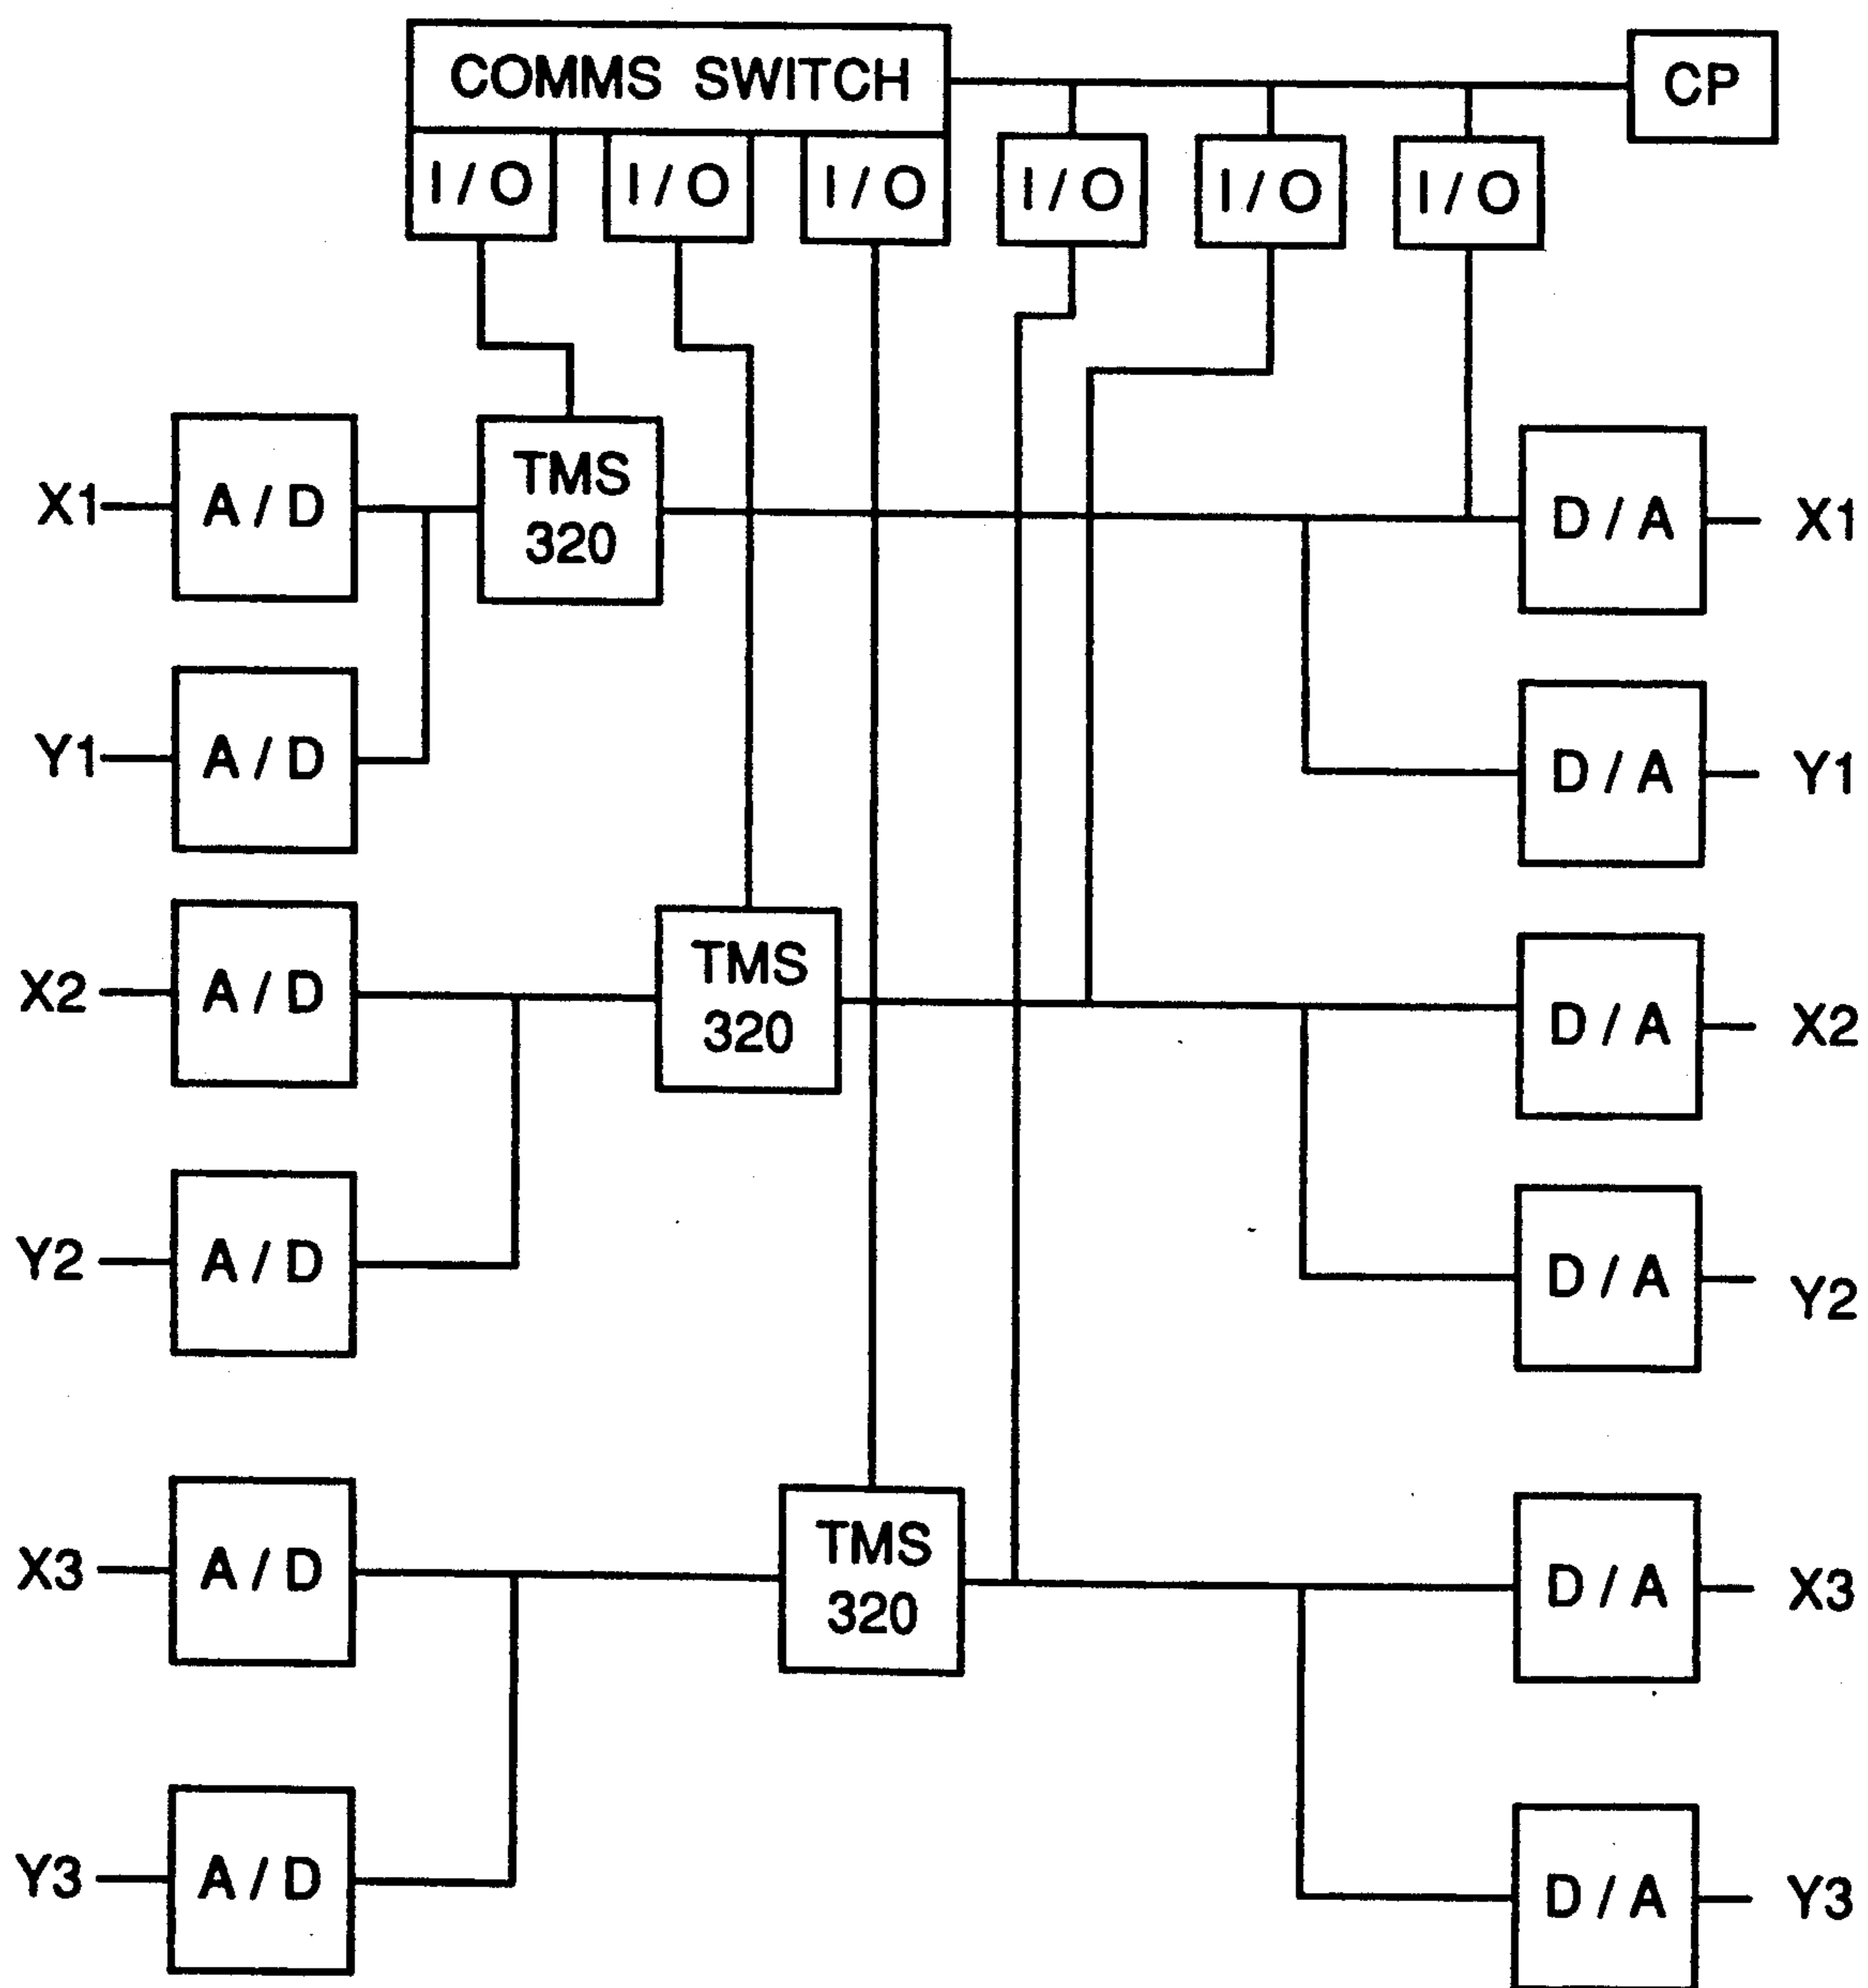 COMMS SWITCH
CP
I / O
I / O
I / O
I / O
I / O
I / O
X1
A / D
TMS
320
D / A
X1
Y1
A / D
D / A
Y1
X2
A / D
TMS
320
D / A
X2
Y2
A / D
D / A
Y2
X3
A / D
TMS
320
D / A
X3
Y3
A / D
D / A
Y3